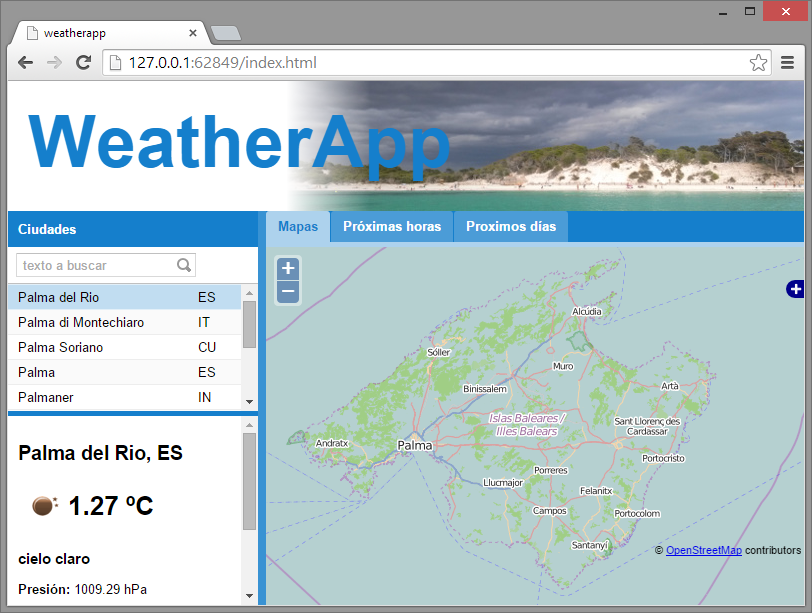 weatherapp
127.0.0.1:62849/index.html
WeatherApp
Ciudades
texto a buscar
Palma del Rio ES
Palma di Montechiaro IT
Palma Soriano CU
Palma ES
Palmaner IN
Palma del Rio, ES
1.27 ºC
cielo claro
Presión: 1009.29 hPa
Mapas Próximas horas Proximos días
+
−
+
Alcúdia
Sóller
Muro
Binissalem
Artà
Islas Baleares /
Illes Balears
Sant Llorenç des
Cardassar
Andratx
Palma
Portocristo
Porreres
Llucmajor
Felanitx
Campos
Portocolom
Santanyí
© OpenStreetMap contributors